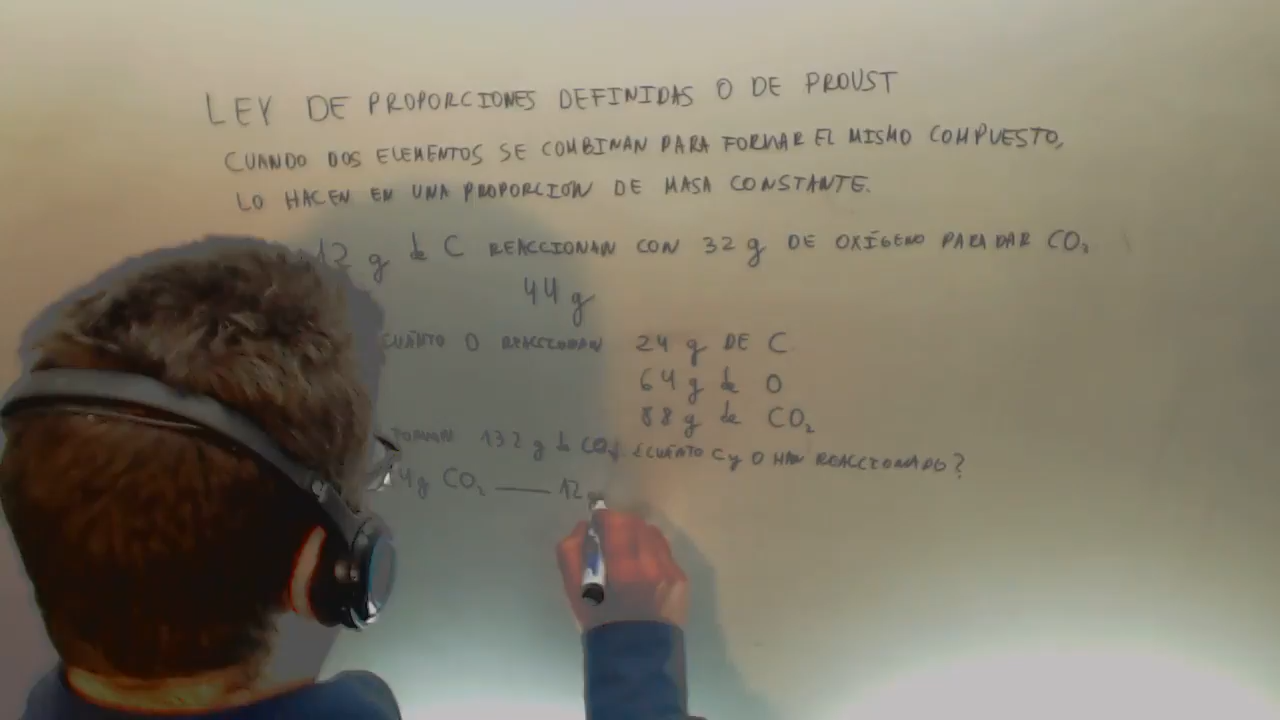 LEY DE PROPORCIONES DEFINIDAS O DE PROUST
CUANDO DOS ELEMENTOS SE COMBINAN PARA FORMAR EL MISMO COMPUESTO,
LO HACEN EN UNA PROPORCION DE MASA CONSTANTE.
12 g de C REACCIONAN CON 32 g DE OXÍGENO PARA DAR CO₂
44 g
CUÁNTO O REACCIONAN 24 g DE C
64 g de O
88 g de CO₂
FORMAN 132 g de CO₂ ¿CUÁNTO C y O HAN REACCIONADO?
4g CO₂ —— 12 g